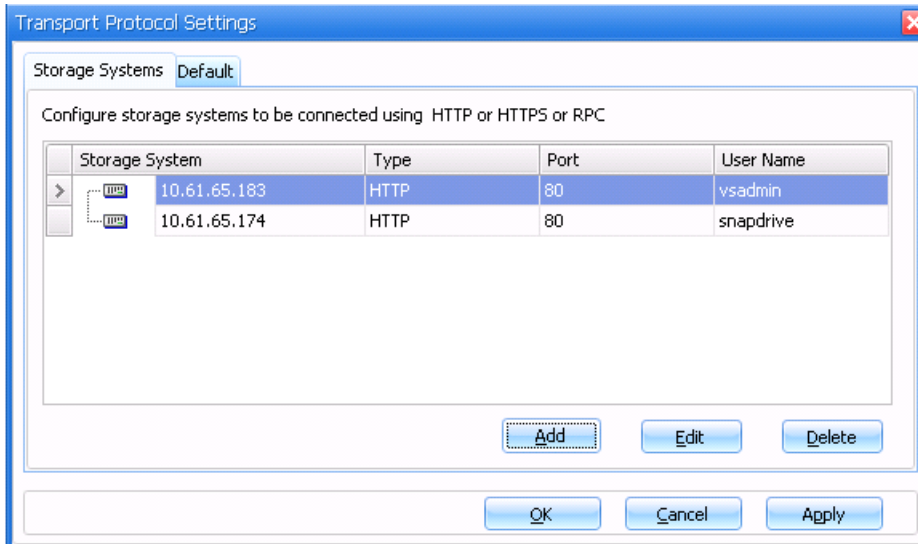 Transport Protocol Settings
Storage Systems Default
Configure storage systems to be connected using HTTP or HTTPS or RPC
Storage System Type Port User Name
10.61.65.183 HTTP 80 vsadmin
10.61.65.174 HTTP 80 snapdrive
Add Edit Delete
OK Cancel Apply